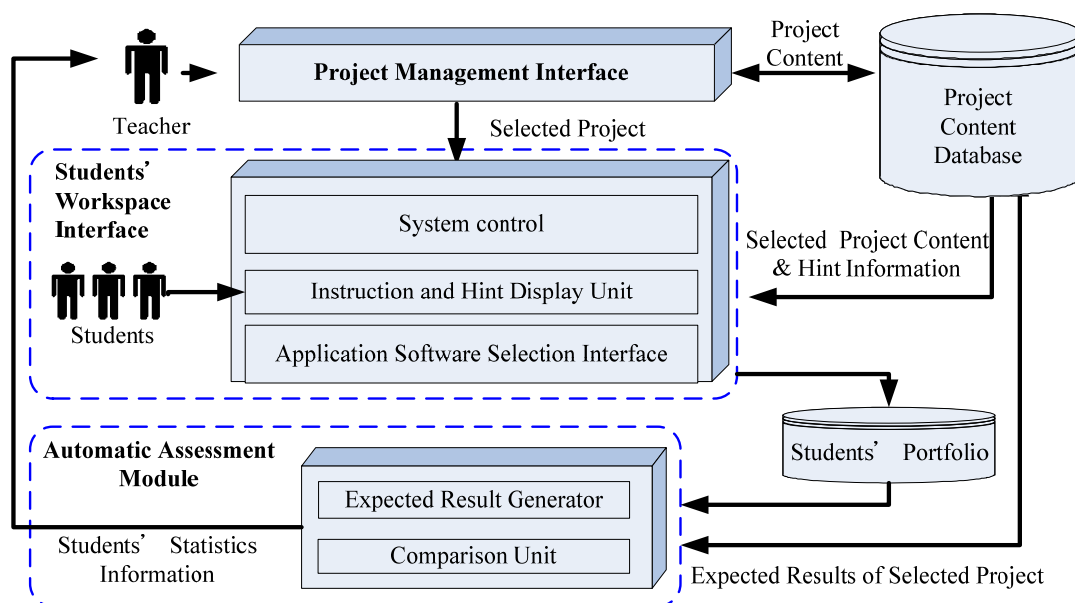 Project
Content
Project Management Interface
Teacher
Selected Project
Project
Content
Database
Students’
Workspace
Interface
System control
Instruction and Hint Display Unit
Application Software Selection Interface
Students
Selected Project Content
& Hint Information
Students’ Portfolio
Automatic Assessment
Module
Expected Result Generator
Comparison Unit
Students’ Statistics
Information
Expected Results of Selected Project